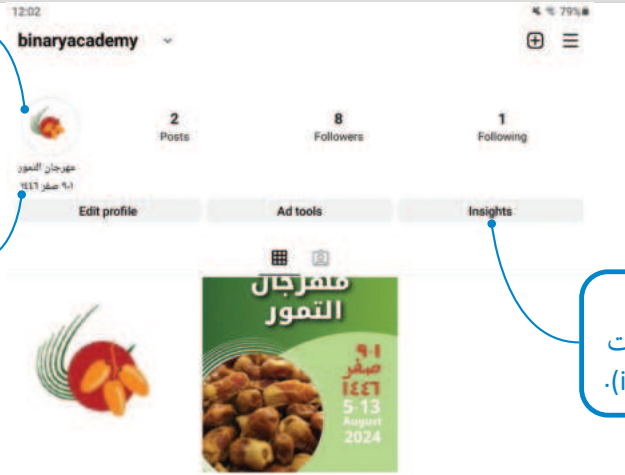 12:02
79%
binaryacademy
2 8 1
Posts Followers Following
مهرجان التمور
٩-١ صفر ١٤٤٦
Edit profile Ad tools Insights
مهرجان
التمور
٩-١
صفر
١٤٤٦
5-13
August
2024